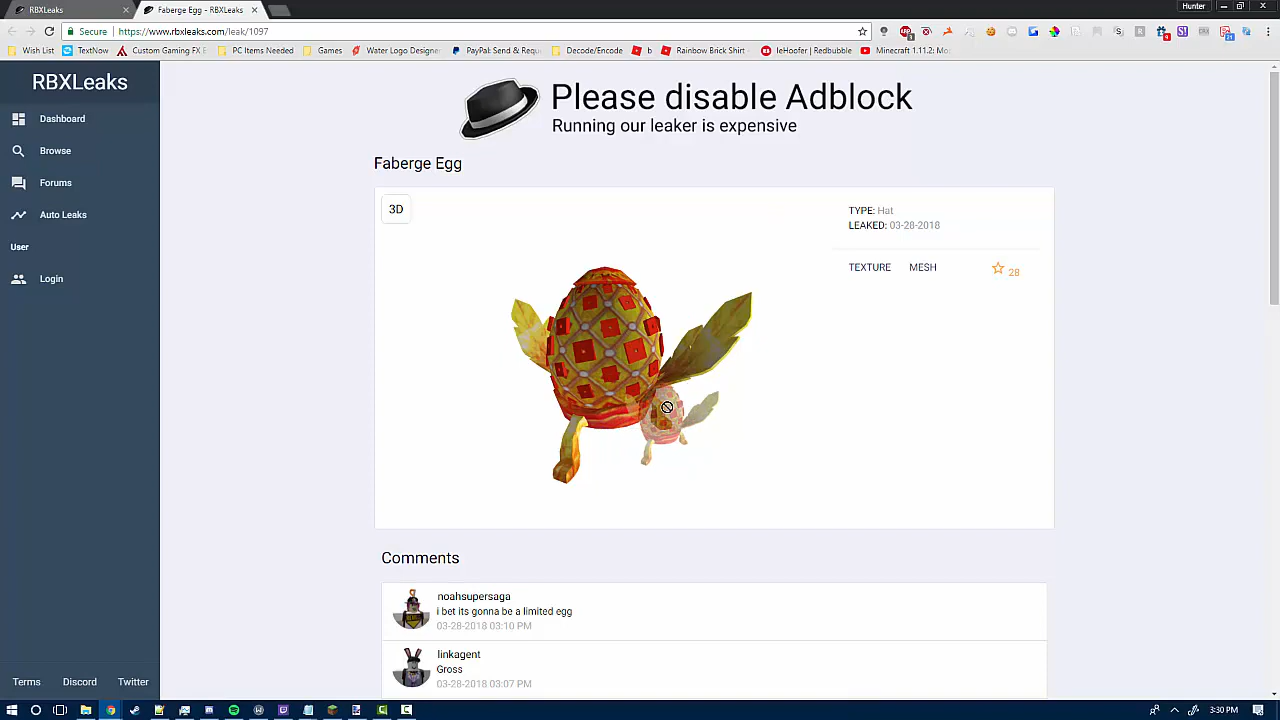 RBXLeaks
Faberge Egg - RBXLeaks
Hunter
Secure
https://www.rbxleaks.com/leak/1097
Wish List
TextNow
Custom Gaming FX E
PC Items Needed
Games
Water Logo Designer
PayPal Send & Requ
Decode/Encode
b
Rainbow Brick Shirt
IeHoofer | Redbubble
Minecraft 1.11.2: Mo
RBXLeaks
Dashboard
Browse
Forums
Auto Leaks
User
Login
Terms
Discord
Twitter
Please disable Adblock
Running our leaker is expensive
Faberge Egg
3D
TYPE: Hat
LEAKED: 03-28-2018
TEXTURE
MESH
28
Comments
noahsupersaga
i bet its gonna be a limited egg
03-28-2018 03:10 PM
linkagent
Gross
03-28-2018 03:07 PM
3:30 PM